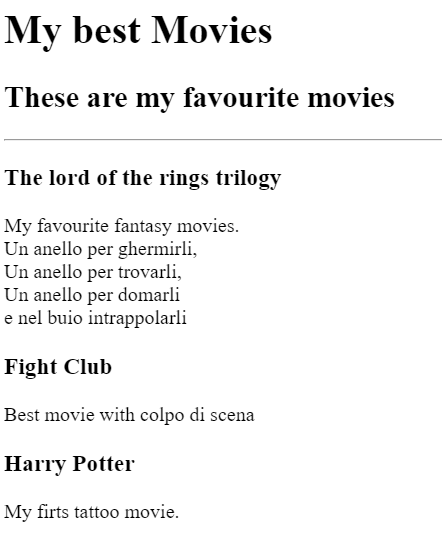 My best Movies
These are my favourite movies
The lord of the rings trilogy
My favourite fantasy movies.
Un anello per ghermirli,
Un anello per trovarli,
Un anello per domarli
e nel buio intrappolarli
Fight Club
Best movie with colpo di scena
Harry Potter
My firts tattoo movie.